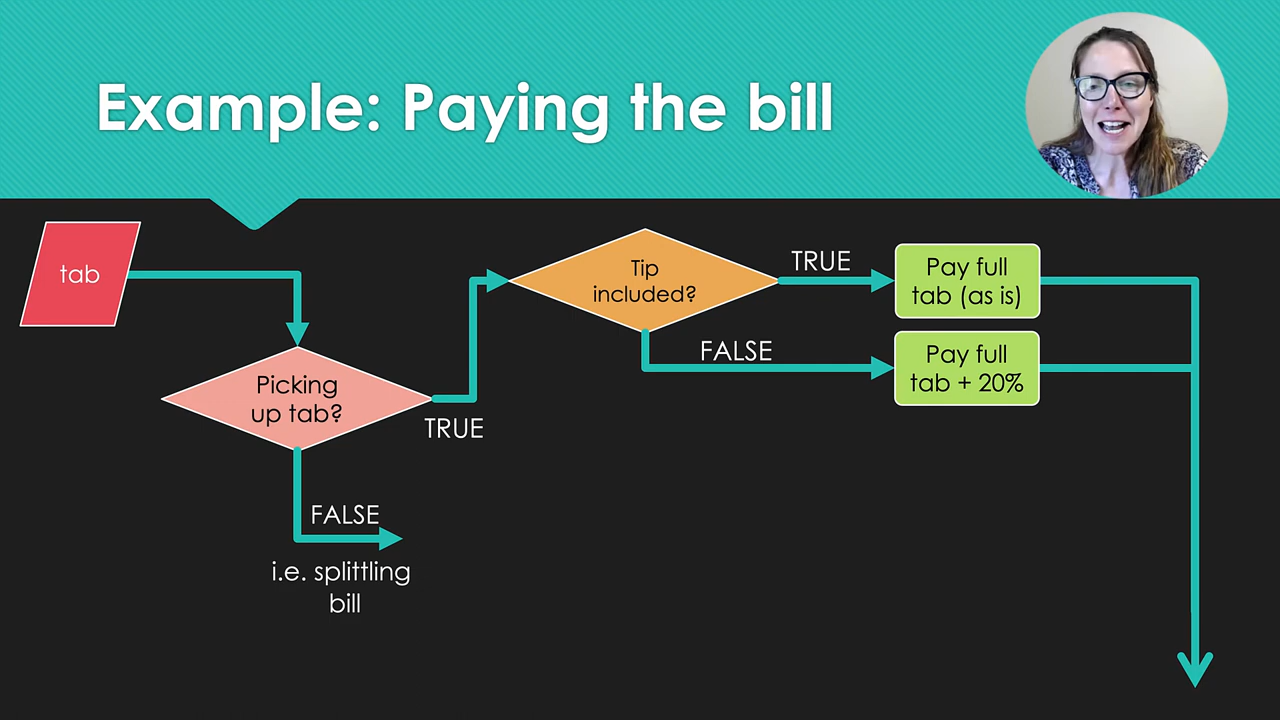 Example: Paying the bill
tab
Picking
up tab?
TRUE
FALSE
i.e. splittling
bill
Tip
included?
TRUE
FALSE
Pay full
tab (as is)
Pay full
tab + 20%